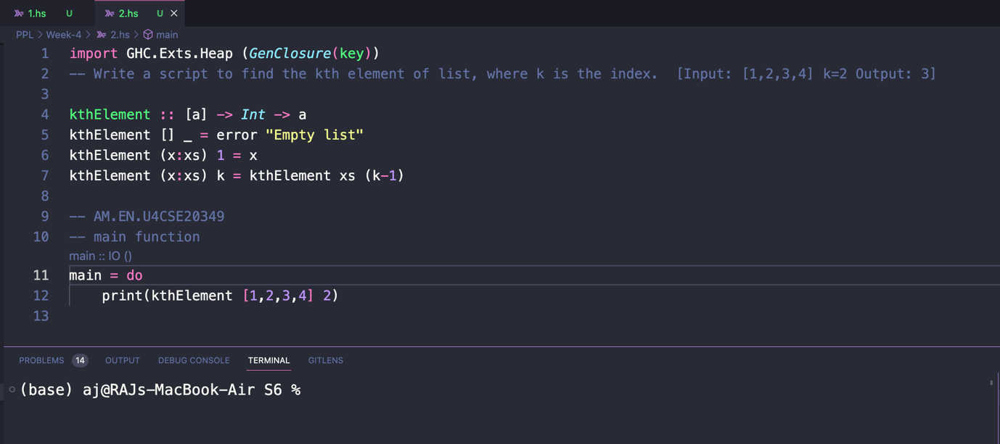 1.hs U 2.hs U ×
PPL > Week-4 > 2.hs > main
1 import GHC.Exts.Heap (GenClosure(key))
2 -- Write a script to find the kth element of list, where k is the index.  [Input: [1,2,3,4] k=2 Output: 3]
3
4 kthElement :: [a] -> Int -> a
5 kthElement [] _ = error "Empty list"
6 kthElement (x:xs) 1 = x
7 kthElement (x:xs) k = kthElement xs (k-1)
8
9 -- AM.EN.U4CSE20349
10 -- main function
main :: IO ()
11 main = do
12     print(kthElement [1,2,3,4] 2)
13
PROBLEMS 14 OUTPUT DEBUG CONSOLE TERMINAL GITLENS
(base) aj@RAJs-MacBook-Air S6 %